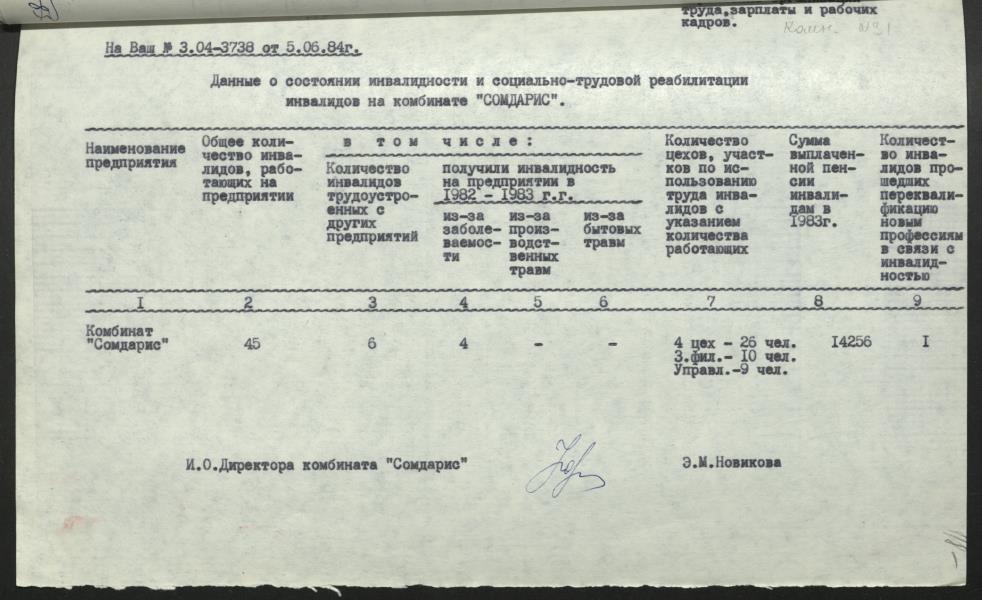 труда,зарплаты и рабочих
кадров.
Комн. №31
На Ваш № 3.04-3738 от 5.06.84г.
Данные о состоянии инвалидности и социально-трудовой реабилитации
инвалидов на комбинате "СОМДАРИС".
Наименование
предприятия
Общее коли-
чество инва-
лидов, рабо-
тающих на
предприятии
в том числе:
Количество
инвалидов
трудоустро-
енных с
других
предприятий
получили инвалидность
на предприятии в
1982 - 1983 г.г.
из-за
заболе-
ваемос-
ти
из-за
произ-
водст-
венных
травм
из-за
бытовых
травм
Количество
цехов, участ-
ков по ис-
пользованию
труда инва-
лидов с
указанием
количества
работающих
Сумма
выплачен-
ной пен-
сии
инвали-
дам в
1983г.
Количест-
во инва-
лидов про-
шедших
переквали-
фикацию
новым
профессиям
в связи с
инвалид-
ностью
I 2 3 4 5 6 7 8 9
Комбинат
"Сомдарис" 45 6 4 - - 4 цех - 26 чел. I4256 I
3.фил.- 10 чел.
Управл.-9 чел.
И.О.Директора комбината "Сомдарис" Э.М.Новикова